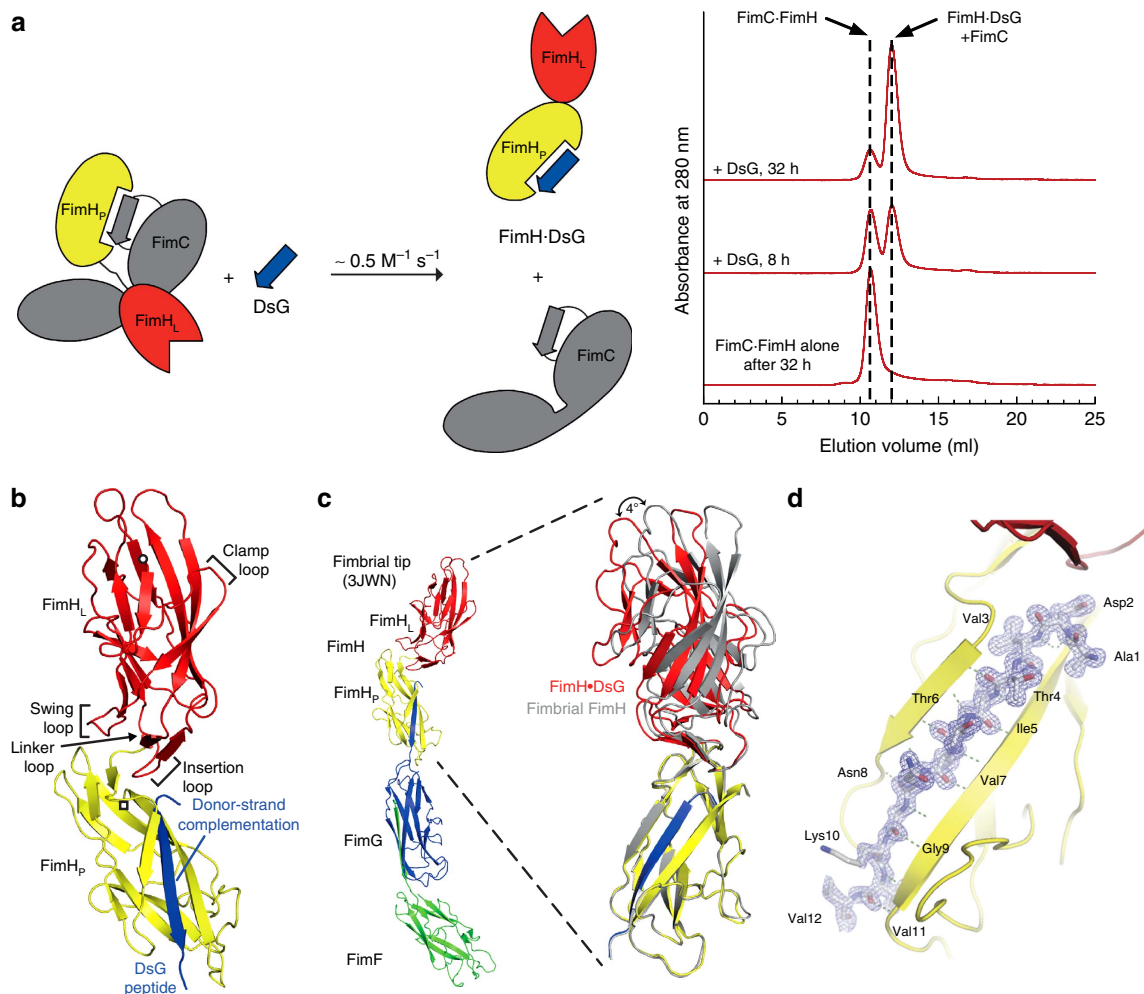 a
FimH_L
FimH_P
FimH·DsG
+
FimC
FimH_P
FimC
FimH_L
+
DsG
~ 0.5 M⁻¹ s⁻¹
FimC·FimH
FimH·DsG
+FimC
Absorbance at 280 nm
+ DsG, 32 h
+ DsG, 8 h
FimC·FimH alone
after 32 h
0 5 10 15 20 25
Elution volume (ml)
b
Clamp
loop
FimH_L
Swing
loop
Linker
loop
Insertion
loop
Donor-strand
complementation
FimH_P
DsG
peptide
c
Fimbrial tip
(3JWN)
FimH_L
FimH
FimH_P
FimG
FimF
4°
FimH•DsG
Fimbrial FimH
d
Asp2
Val3
Ala1
Thr4
Thr6
Ile5
Val7
Asn8
Gly9
Lys10
Val11
Val12